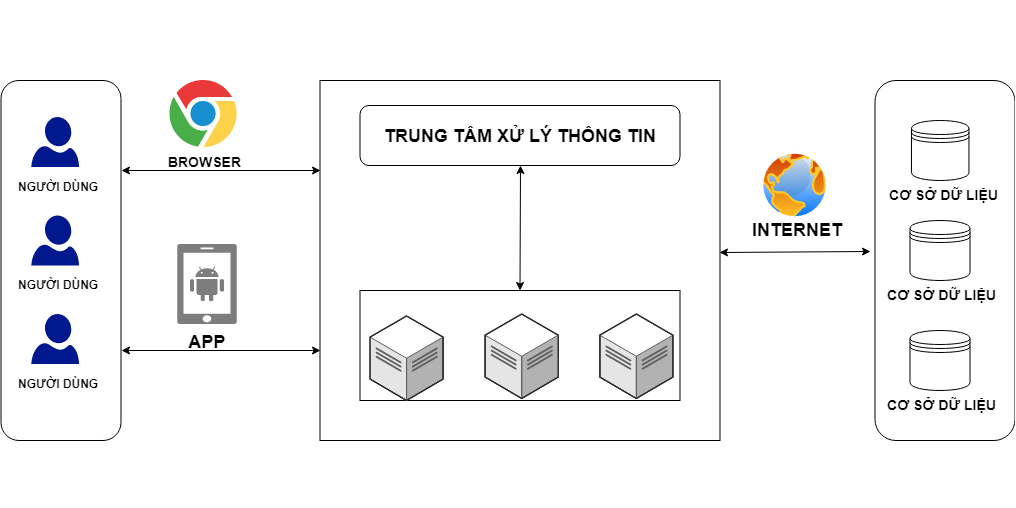 NGƯỜI DÙNG
NGƯỜI DÙNG
NGƯỜI DÙNG
BROWSER
APP
TRUNG TÂM XỬ LÝ THÔNG TIN
INTERNET
CƠ SỞ DỮ LIỆU
CƠ SỞ DỮ LIỆU
CƠ SỞ DỮ LIỆU